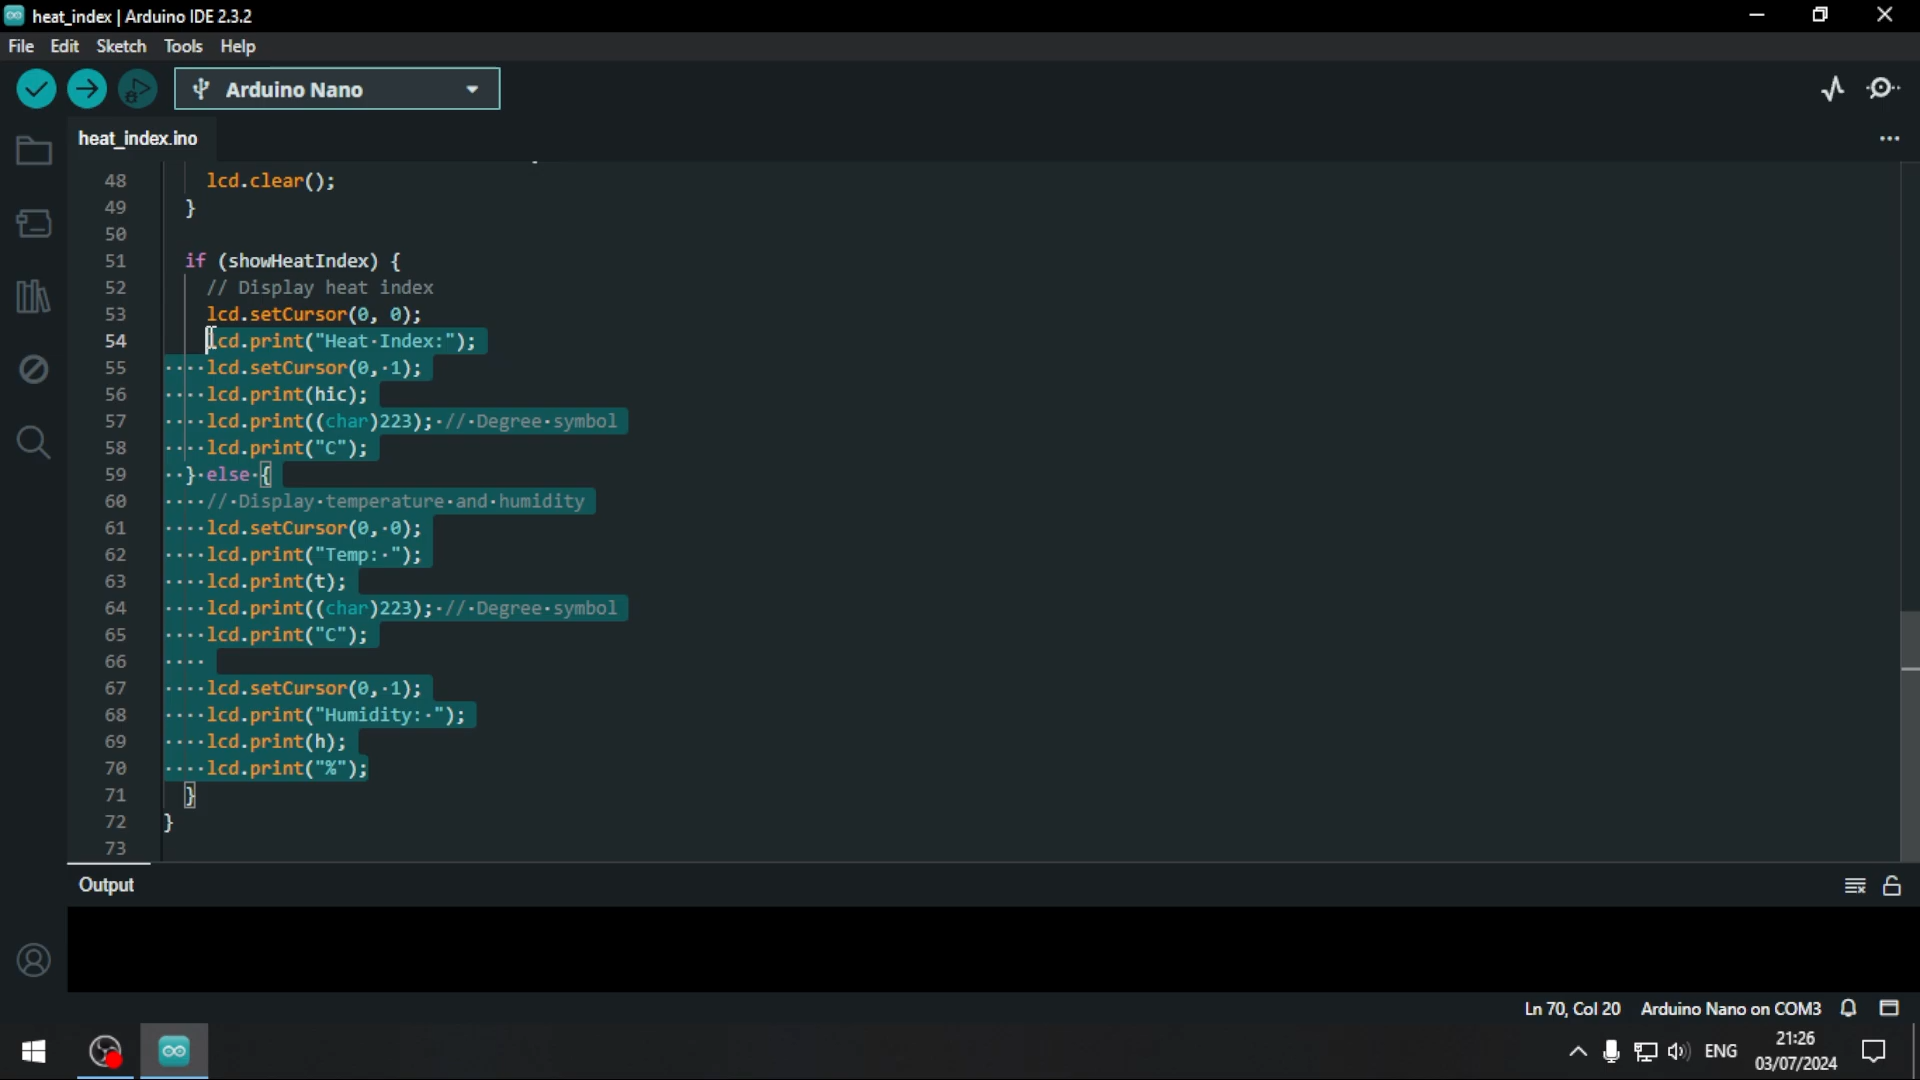 heat_index | Arduino IDE 2.3.2
File Edit Sketch Tools Help
Arduino Nano
heat_index.ino
48 lcd.clear();
49 }
50
51 if (showHeatIndex) {
52 // Display heat index
53 lcd.setCursor(0, 0);
54 lcd.print("Heat·Index:");
55 ····lcd.setCursor(0,·1);
56 ····lcd.print(hic);
57 ····lcd.print((char)223);·//·Degree·symbol
58 ····lcd.print("C");
59 ··}·else·{
60 ····//·Display·temperature·and·humidity
61 ····lcd.setCursor(0,·0);
62 ····lcd.print("Temp:·");
63 ····lcd.print(t);
64 ····lcd.print((char)223);·//·Degree·symbol
65 ····lcd.print("C");
66 ····
67 ····lcd.setCursor(0,·1);
68 ····lcd.print("Humidity:·");
69 ····lcd.print(h);
70 ····lcd.print("%");
71 }
72 }
73
Output
Ln 70, Col 20 Arduino Nano on COM3
ENG
21:26
03/07/2024